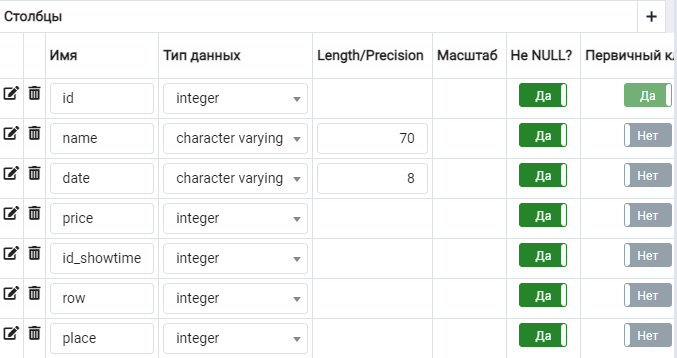 Столбцы +
Имя Тип данных Length/Precision Масштаб Не NULL? Первичный кл
id integer Да Да
name character varying 70 Да Нет
date character varying 8 Да Нет
price integer Да Нет
id_showtime integer Да Нет
row integer Да Нет
place integer Да Нет